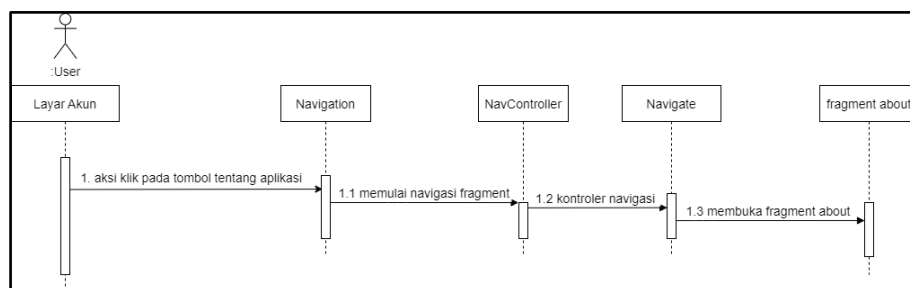 :User
Layar Akun
Navigation
NavController
Navigate
fragment about
1. aksi klik pada tombol tentang aplikasi
1.1 memulai navigasi fragment
1.2 kontroler navigasi
1.3 membuka fragment about